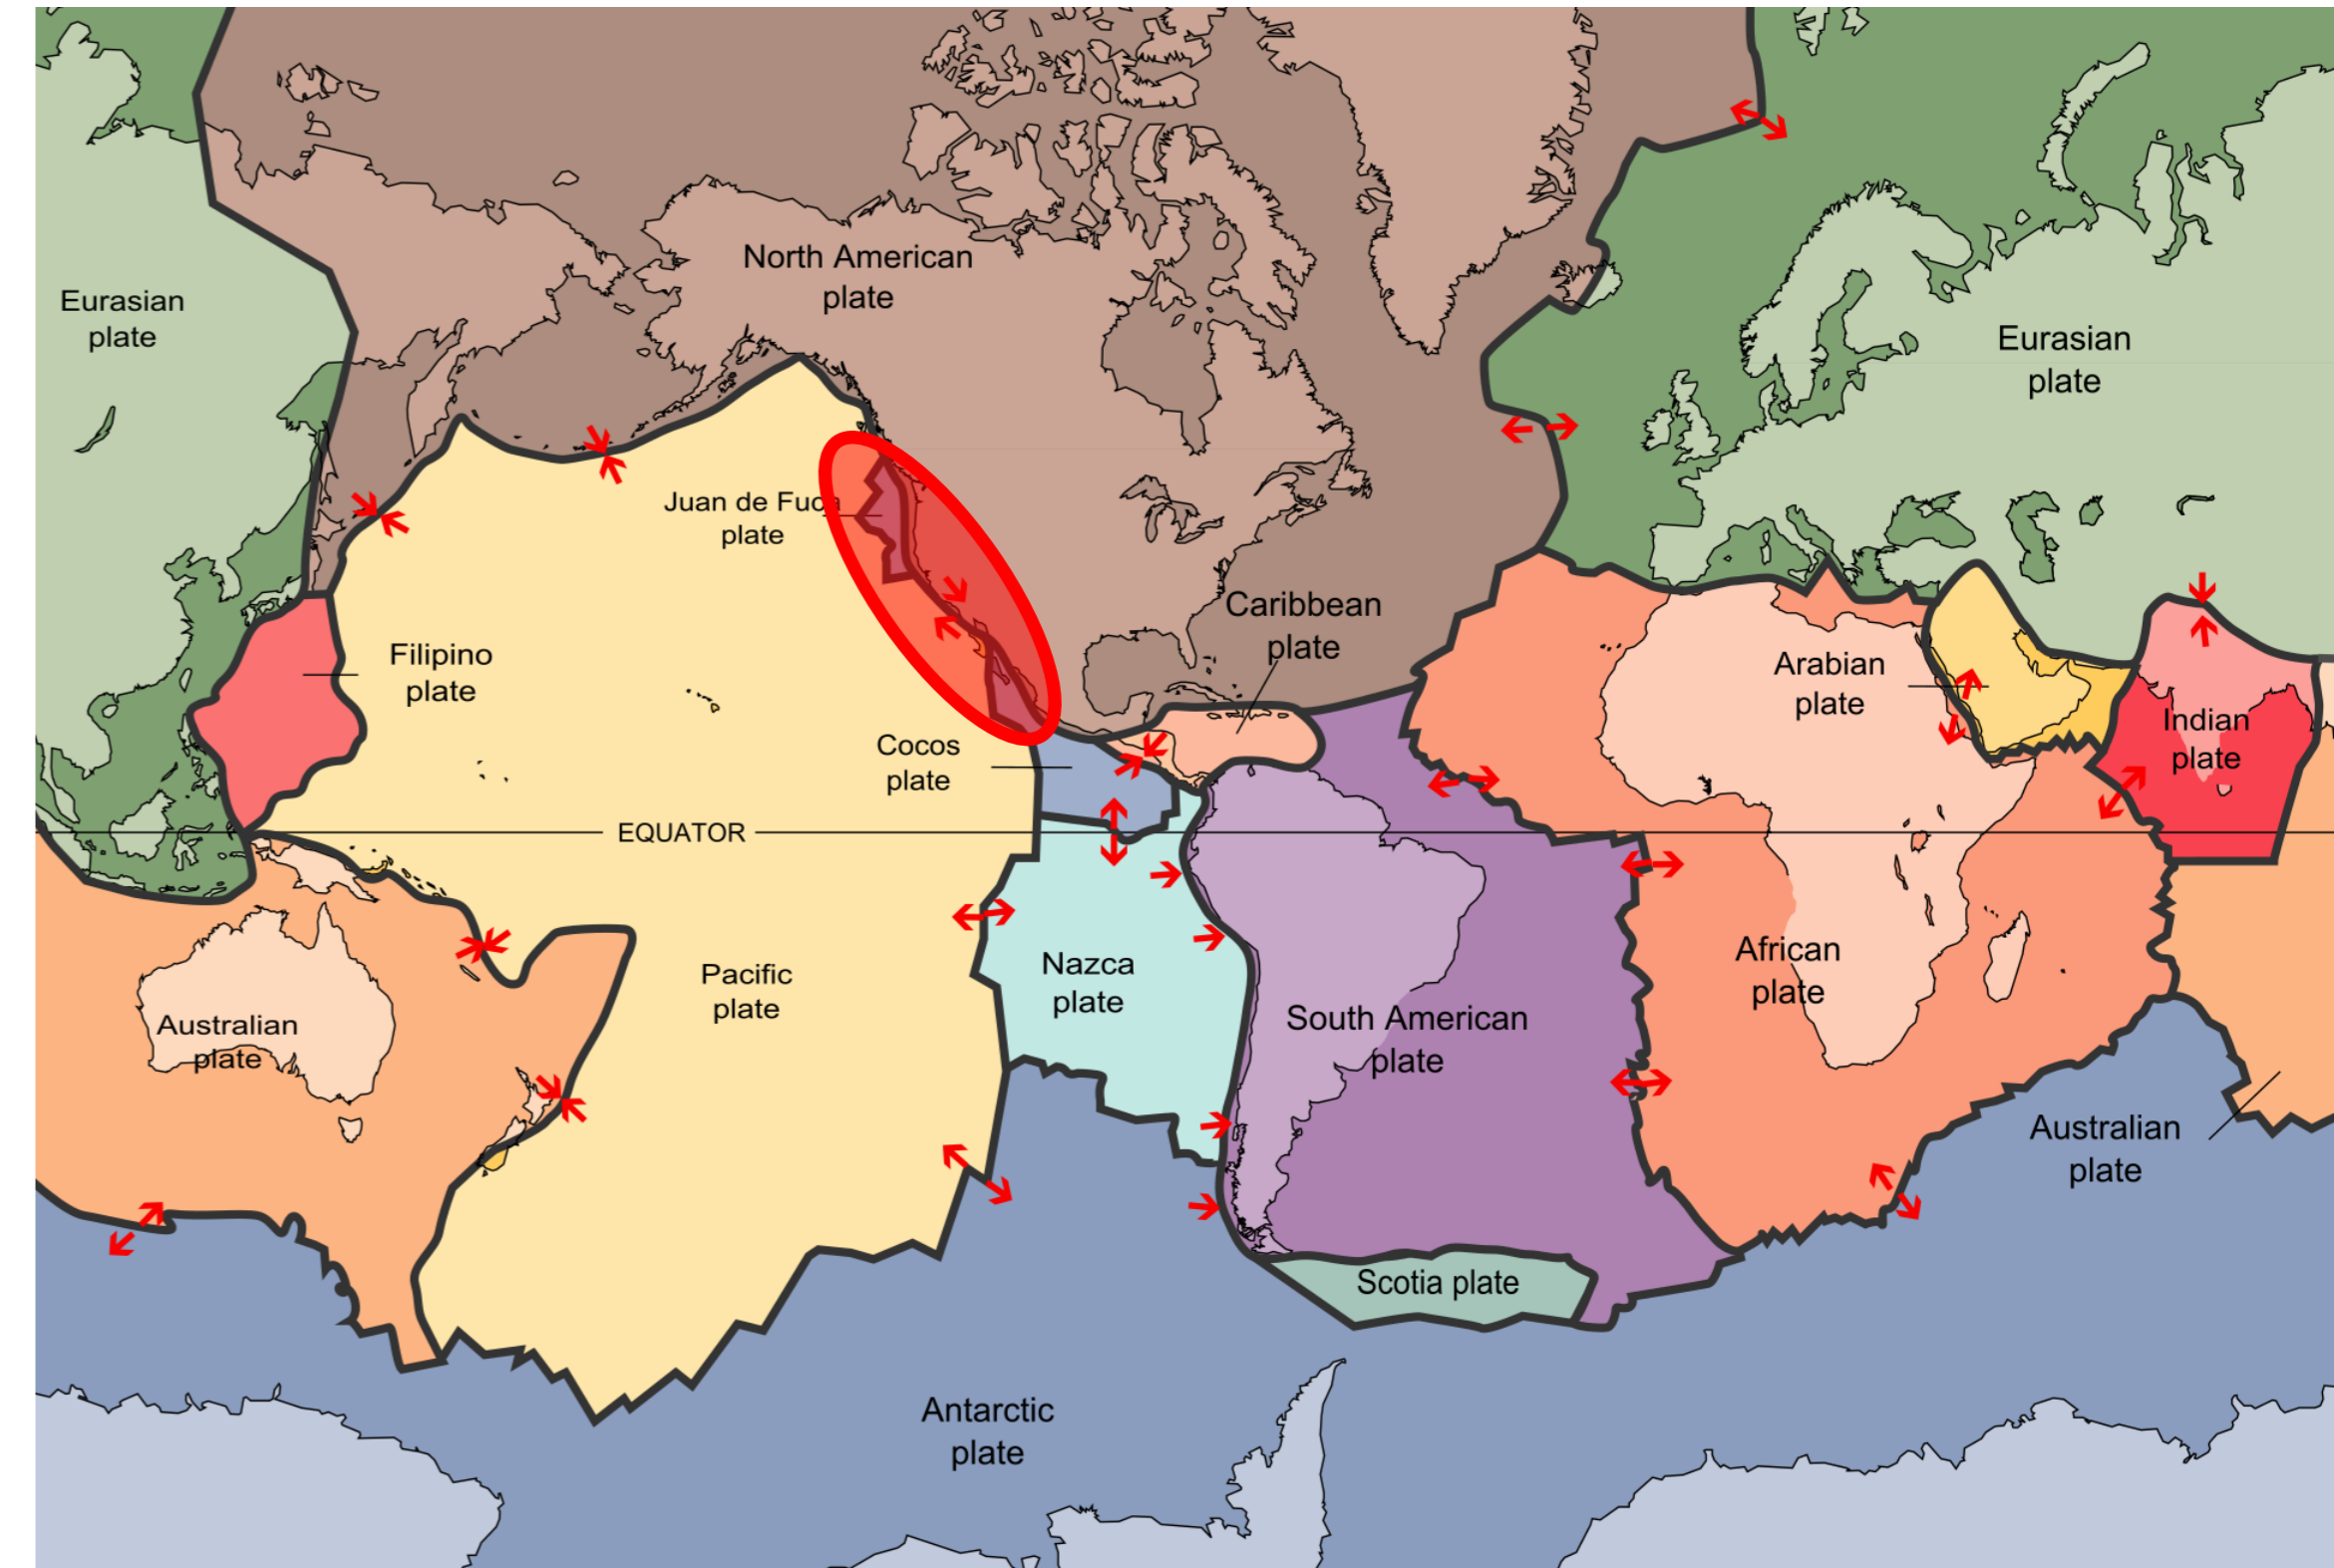 North American
plate
Eurasian
plate
Eurasian
plate
Juan de Fuca
plate
Caribbean
plate
Filipino
plate
Arabian
plate
Indian
plate
Cocos
plate
EQUATOR
African
plate
Nazca
plate
Pacific
plate
South American
plate
Australian
plate
Australian
plate
Scotia plate
Antarctic
plate